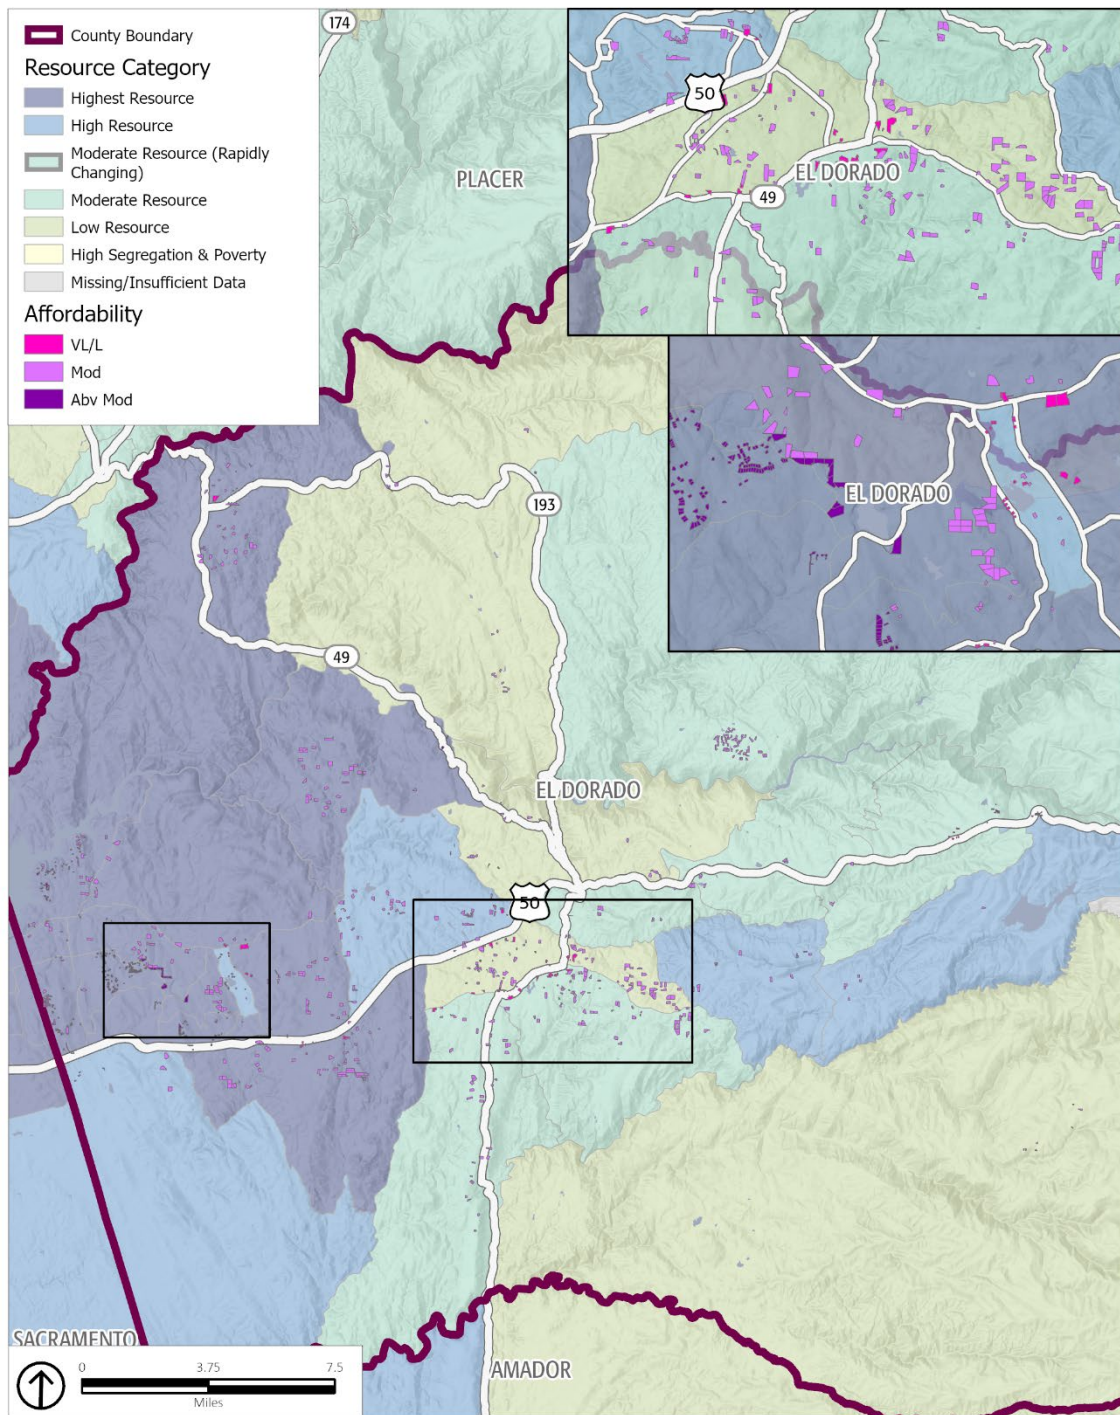 County Boundary
Resource Category
Highest Resource
High Resource
Moderate Resource (Rapidly
Changing)
Moderate Resource
Low Resource
High Segregation & Poverty
Missing/Insufficient Data
Affordability
VL/L
Mod
Abv Mod
174
PLACER
50
EL DORADO
49
EL DORADO
193
49
EL DORADO
50
SACRAMENTO
AMADOR
0 3.75 7.5
Miles